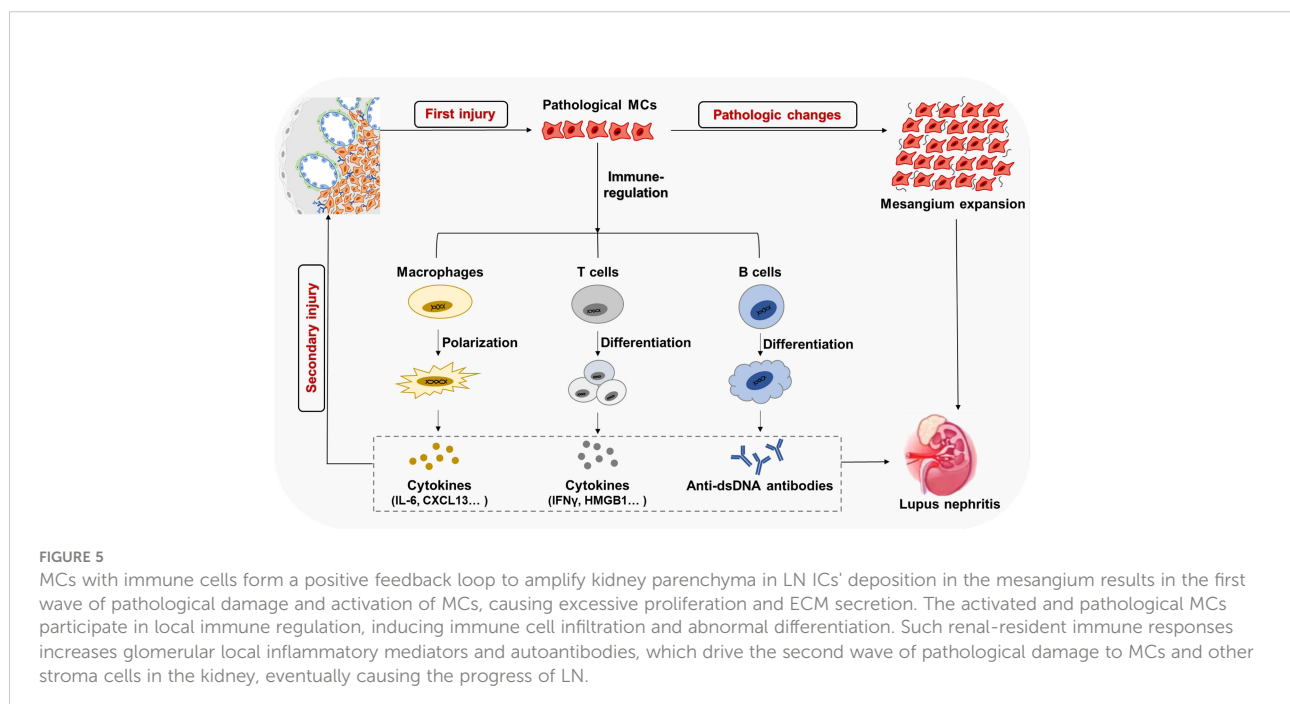 First injury
Pathological MCs
Pathologic changes
Immune-
regulation
Mesangium expansion
Secondary injury
Macrophages
T cells
B cells
Polarization
Differentiation
Differentiation
Cytokines
(IL-6, CXCL13… )
Cytokines
(IFNγ, HMGB1… )
Anti-dsDNA antibodies
Lupus nephritis
FIGURE 5
MCs with immune cells form a positive feedback loop to amplify kidney parenchyma in LN ICs' deposition in the mesangium results in the first
wave of pathological damage and activation of MCs, causing excessive proliferation and ECM secretion. The activated and pathological MCs
participate in local immune regulation, inducing immune cell infiltration and abnormal differentiation. Such renal-resident immune responses
increases glomerular local inflammatory mediators and autoantibodies, which drive the second wave of pathological damage to MCs and other
stroma cells in the kidney, eventually causing the progress of LN.